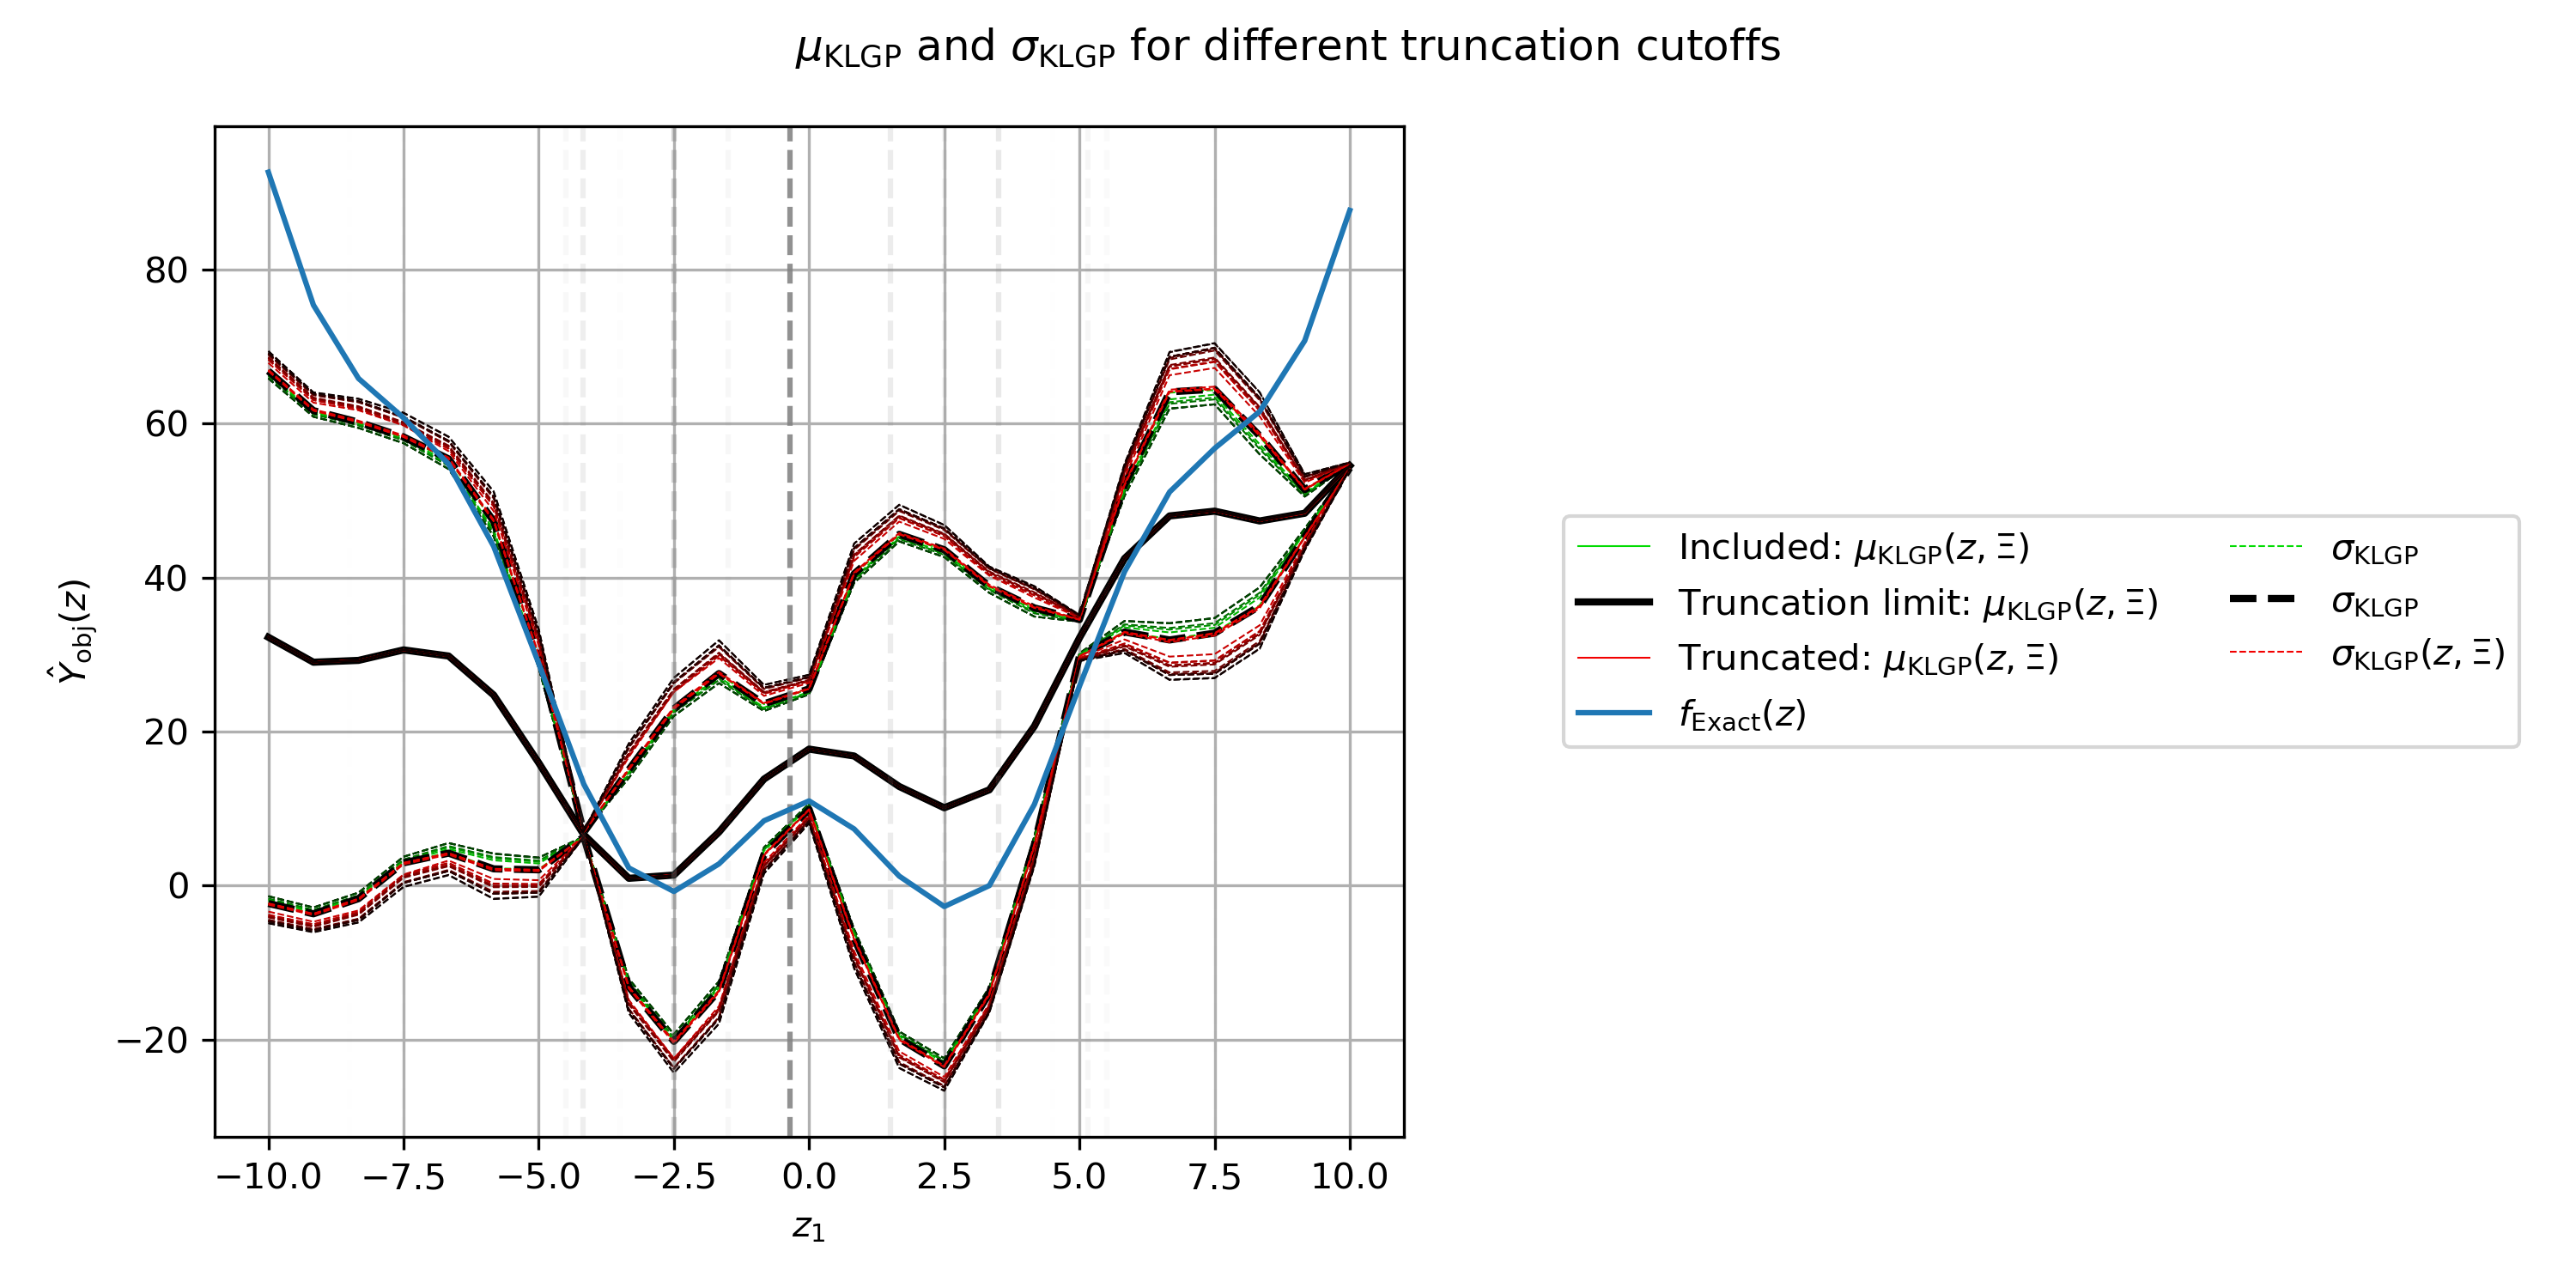 μKLGP and σKLGP for different truncation cutoffs
Ŷobj(z)
80
60
40
20
0
−20
−10.0 −7.5 −5.0 −2.5 0.0 2.5 5.0 7.5 10.0
z1
Included: μKLGP(z, Ξ)
Truncation limit: μKLGP(z, Ξ)
Truncated: μKLGP(z, Ξ)
fExact(z)
σKLGP
σKLGP
σKLGP(z, Ξ)